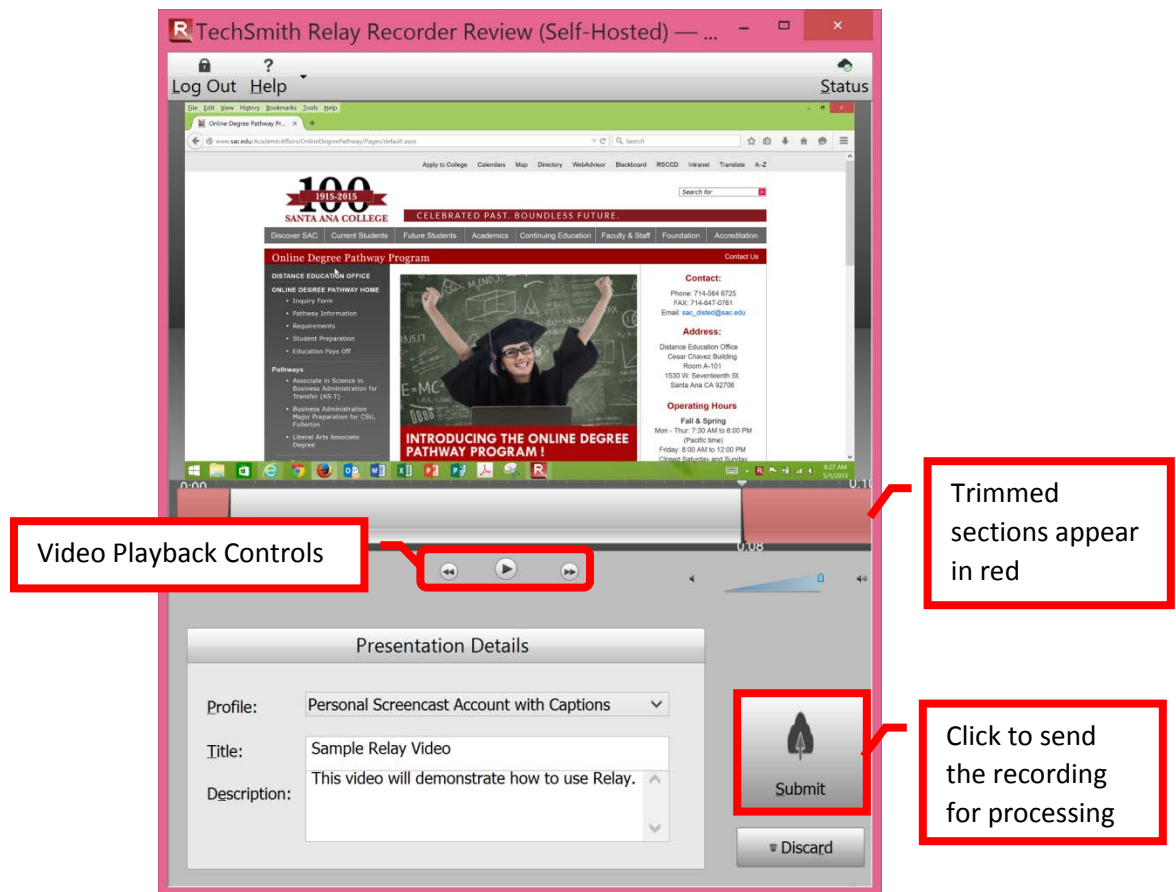 TechSmith Relay Recorder Review (Self-Hosted) — ...
Log Out Help
Status
File Edit View History Bookmarks Tools Help
Online Degree Pathway Pr...
www.sac.edu/AcademicAffairs/OnlineDegreePathway/Pages/default.aspx
Search
Apply to College Calendars Map Directory WebAdvisor Blackboard RSCCD Intranet Translate A-Z
100
1915-2015
SANTA ANA COLLEGE
Search for
CELEBRATED PAST. BOUNDLESS FUTURE.
Discover SAC Current Students Future Students Academics Continuing Education Faculty & Staff Foundation Accreditation
Online Degree Pathway Program
Contact Us
DISTANCE EDUCATION OFFICE
ONLINE DEGREE PATHWAY HOME
• Inquiry Form
• Pathway Information
• Requirements
• Student Preparation
• Education Pays Off
Pathways
• Associate in Science in
Business Administration for
Transfer (AS-T)
• Business Administration
Major Preparation for CSU,
Fullerton
• Liberal Arts Associate
Degree
E=MC
INTRODUCING THE ONLINE DEGREE
PATHWAY PROGRAM !
Contact:
Phone: 714-564 6725
FAX: 714-647-0761
Email: sac_disted@sac.edu
Address:
Distance Education Office
Cesar Chavez Building
Room A-101
1530 W. Seventeenth St.
Santa Ana CA 92706
Operating Hours
Fall & Spring
Mon - Thur: 7:30 AM to 6:00 PM
(Pacific time)
Friday: 8:00 AM to 12:00 PM
Closed Saturday and Sunday
8:27 AM
5/5/2015
0:00
0:10
0:08
Trimmed
sections appear
in red
Video Playback Controls
Presentation Details
Profile: Personal Screencast Account with Captions
Title: Sample Relay Video
Description: This video will demonstrate how to use Relay.
Submit
Discard
Click to send
the recording
for processing